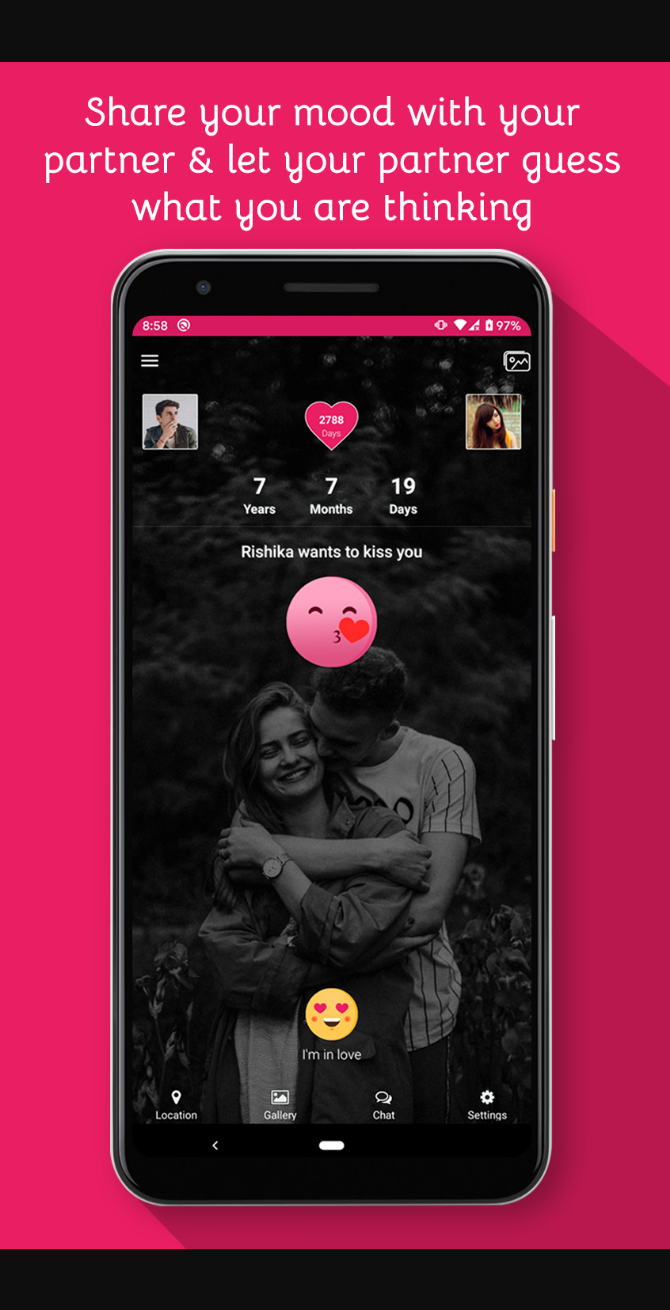 Share your mood with your
partner & let your partner guess
what you are thinking
8:58
97%
2788
Days
7 7 19
Years Months Days
Rishika wants to kiss you
I'm in love
Location Gallery Chat Settings